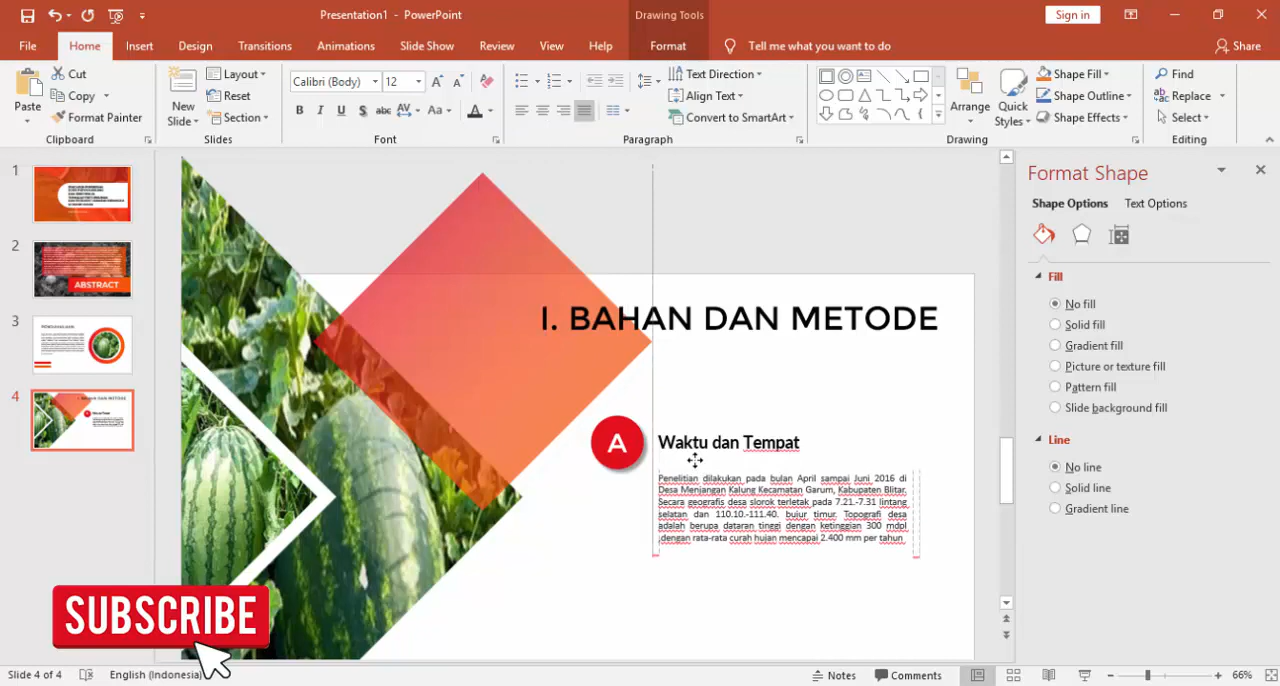 Presentation1 - PowerPoint
Drawing Tools
Sign in
File Home Insert Design Transitions Animations Slide Show Review View Help Format Tell me what you want to do Share
Paste
Cut
Copy
Format Painter
Clipboard
New Slide
Layout
Reset
Section
Slides
Calibri (Body) 12
B I U S abc AV Aa A
Font
Text Direction
Align Text
Convert to SmartArt
Paragraph
Arrange
Quick Styles
Shape Fill
Shape Outline
Shape Effects
Drawing
Find
Replace
Select
Editing
1
2
ABSTRACT
3
4
I. BAHAN DAN METODE
A
Waktu dan Tempat
Penelitian dilakukan pada bulan April sampai Juni 2016 di
Desa Menjangan Kalung Kecamatan Garum, Kabupaten Blitar.
Secara geografis desa slorok terletak pada 7.21.-7.31 lintang
selatan dan 110.10.-111.40. bujur timur. Topografi desa
adalah berupa dataran tinggi dengan ketinggian 300 mdpl
,dengan rata-rata curah hujan mencapai 2.400 mm per tahun
SUBSCRIBE
Format Shape
Shape Options Text Options
Fill
No fill
Solid fill
Gradient fill
Picture or texture fill
Pattern fill
Slide background fill
Line
No line
Solid line
Gradient line
Slide 4 of 4 English (Indonesia) Notes Comments 66%